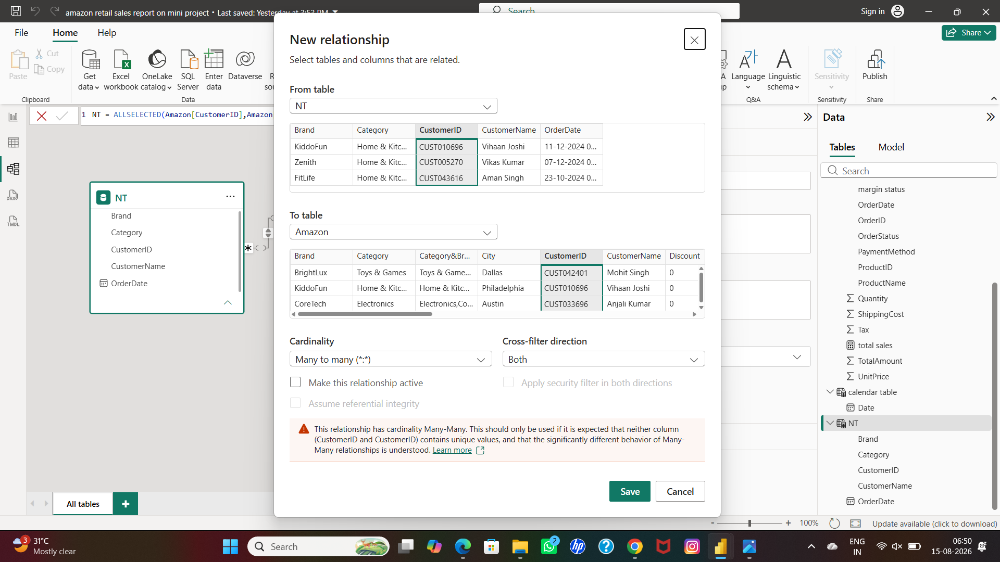 amazon retail sales report on mini project • Last saved: Yesterday at 3:53 PM
Search
Sign in
File
Home
Help
Share
Paste
Cut
Copy
Get data
Excel workbook
OneLake catalog
SQL Server
Enter data
Dataverse
Language
Linguistic schema
Sensitivity
Publish
Clipboard
Data
Q&A
Sensitivity
Share
1 NT = ALLSELECTED(Amazon[CustomerID],Amazon
NT
Brand
Category
CustomerID
CustomerName
OrderDate
New relationship
Select tables and columns that are related.
From table
NT
Brand Category CustomerID CustomerName OrderDate
KiddoFun Home & Kitc... CUST010696 Vihaan Joshi 11-12-2024 0...
Zenith Home & Kitc... CUST005270 Vikas Kumar 07-12-2024 0...
FitLife Home & Kitc... CUST043616 Aman Singh 23-10-2024 0...
To table
Amazon
Brand Category Category&Br... City CustomerID CustomerName Discount
BrightLux Toys & Games Toys & Game... Dallas CUST042401 Mohit Singh 0
KiddoFun Home & Kitc... Home & Kitc... Philadelphia CUST010696 Vihaan Joshi 0
CoreTech Electronics Electronics,Co... Austin CUST033696 Anjali Kumar 0
Cardinality
Many to many (*:*)
Cross-filter direction
Both
Make this relationship active
Apply security filter in both directions
Assume referential integrity
This relationship has cardinality Many-Many. This should only be used if it is expected that neither column
(CustomerID and CustomerID) contains unique values, and that the significantly different behavior of Many-
Many relationships is understood. Learn more
Save
Cancel
Data
Tables
Model
Search
margin status
OrderDate
OrderID
OrderStatus
PaymentMethod
ProductID
ProductName
Quantity
ShippingCost
Tax
total sales
TotalAmount
UnitPrice
calendar table
Date
NT
Brand
Category
CustomerID
CustomerName
OrderDate
DAX
TMDL
All tables
+
- + 100%
Update available (click to download)
3
31°C
Mostly clear
Search
2
hp
ENG
IN
06:50
15-08-2026